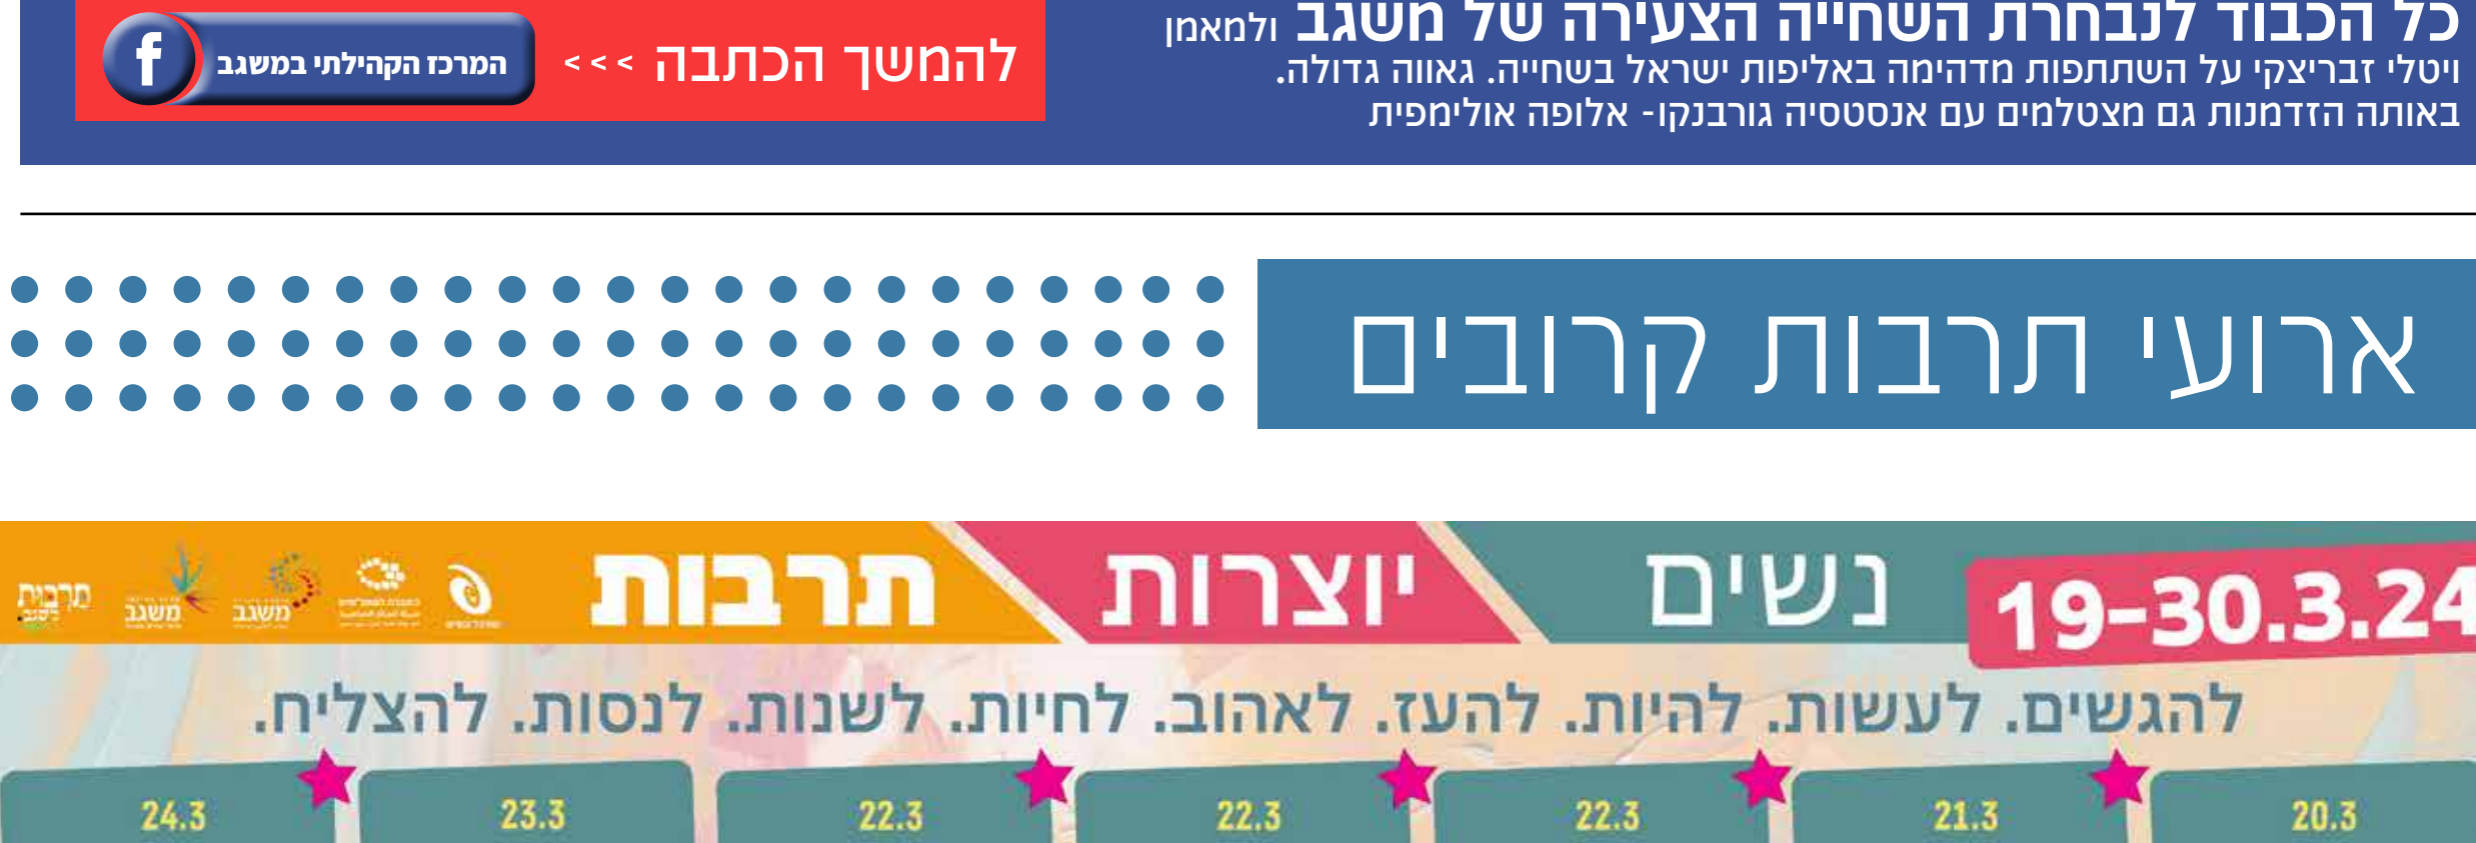 כל הכבוד לנבחרת השחייה הצעירה של משגב ולמאמן
ויטלי זבריצקי על השתתפות מדהימה באליפות ישראל בשחייה. גאווה גדולה.
באותה הזדמנות גם מצטלמים עם אנסטסיה גורבנקו- אלופה אולימפית
להמשך הכתבה >>>
המרכז הקהילתי במשגב
f
ארועי תרבות קרובים
19-30.3.24
נשים יוצרות תרבות
משגב
משגב
תרבות
להגשים. לעשות. להיות. להעז. לאהוב. לחיות. לשנות. לנסות. להצליח.
20.3
21.3
22.3
22.3
22.3
23.3
24.3